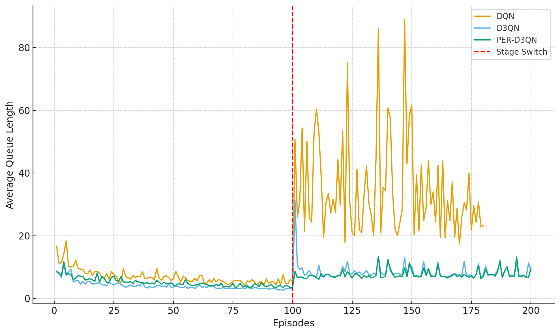 DQN
D3QN
PER-D3QN
Stage Switch
Average Queue Length
80
60
40
20
0
0 25 50 75 100 125 150 175 200
Episodes